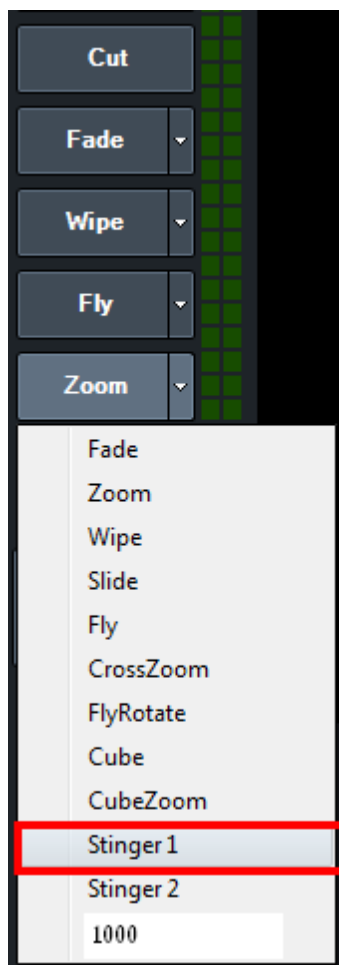 Cut
Fade
Wipe
Fly
Zoom
Fade
Zoom
Wipe
Slide
Fly
CrossZoom
FlyRotate
Cube
CubeZoom
Stinger 1
Stinger 2
1000